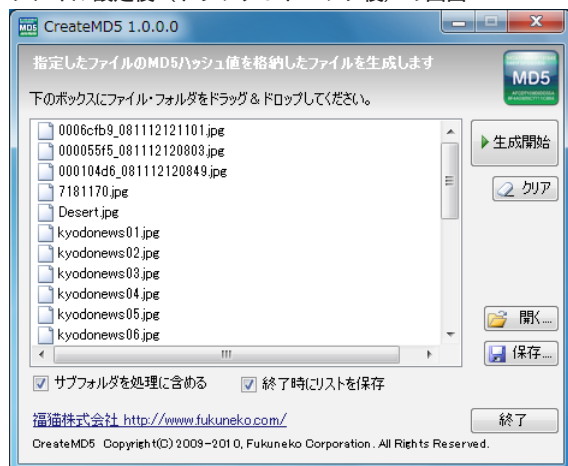 CreateMD5 1.0.0.0
指定したファイルのMD5ハッシュ値を格納したファイルを生成します
MD5
下のボックスにファイル・フォルダをドラッグ & ドロップしてください。
0006cfb9_081112121101.jpg
000055f5_081112120803.jpg
000104d6_081112120849.jpg
7181170.jpg
Desert.jpg
kyodonews01.jpg
kyodonews02.jpg
kyodonews03.jpg
kyodonews04.jpg
kyodonews05.jpg
kyodonews06.jpg
生成開始
クリア
開く...
保存...
サブフォルダを処理に含める
終了時にリストを保存
福猫株式会社 http://www.fukuneko.com/
終了
CreateMD5 Copyright(C) 2009-2010, Fukuneko Corporation. All Rights Reserved.